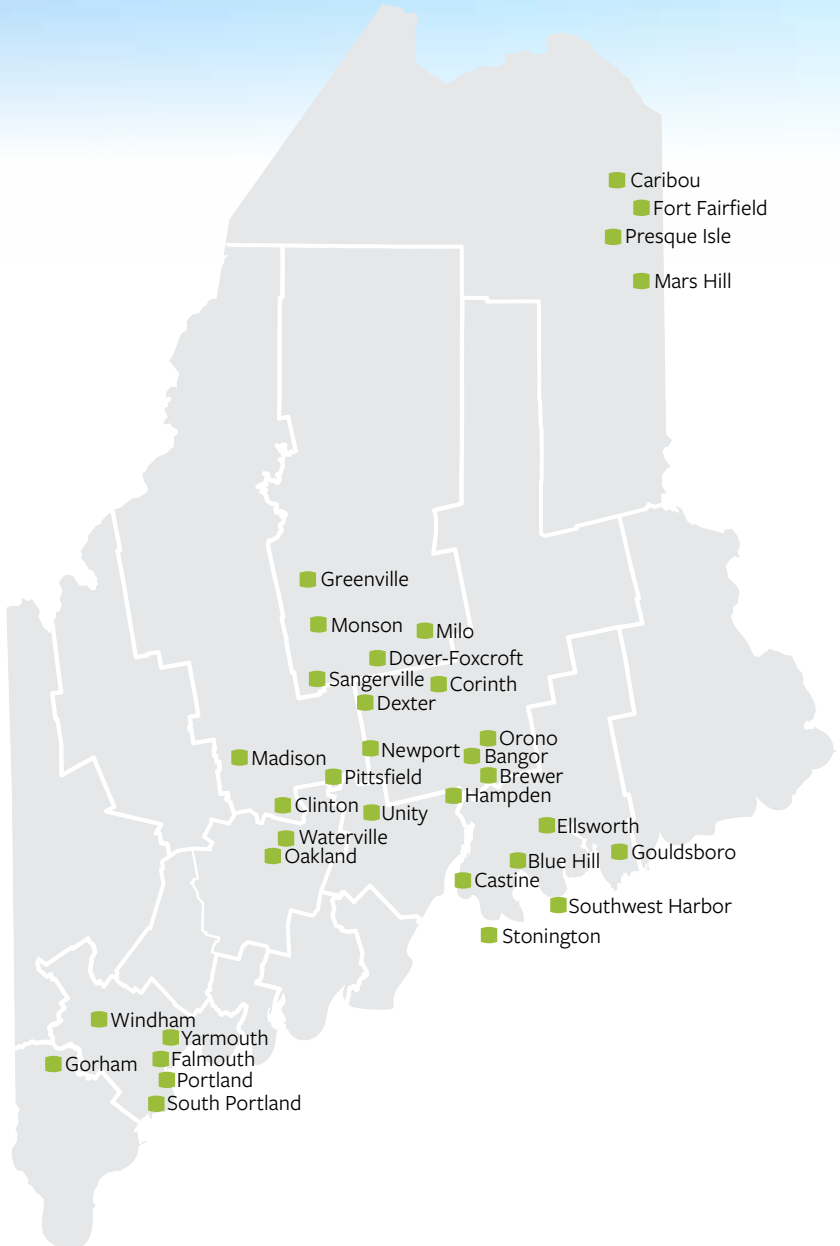 Caribou
Fort Fairfield
Presque Isle
Mars Hill
Greenville
Monson
Milo
Dover-Foxcroft
Sangerville
Corinth
Dexter
Orono
Newport
Bangor
Madison
Brewer
Pittsfield
Hampden
Clinton
Unity
Ellsworth
Waterville
Gouldsboro
Oakland
Blue Hill
Castine
Southwest Harbor
Stonington
Windham
Yarmouth
Falmouth
Gorham
Portland
South Portland